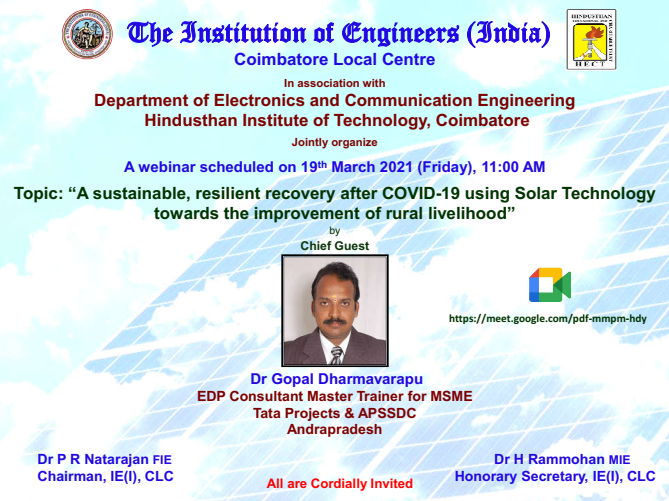 The Institution of Engineers (India)
Coimbatore Local Centre
In association with
Department of Electronics and Communication Engineering
Hindusthan Institute of Technology, Coimbatore
Jointly organize
A webinar scheduled on 19th March 2021 (Friday), 11:00 AM
Topic: “A sustainable, resilient recovery after COVID-19 using Solar Technology
towards the improvement of rural livelihood”
by
Chief Guest
https://meet.google.com/pdf-mmpm-hdy
Dr Gopal Dharmavarapu
EDP Consultant Master Trainer for MSME
Tata Projects & APSSDC
Andrapradesh
Dr P R Natarajan FIE
Chairman, IE(I), CLC
All are Cordially Invited
Dr H Rammohan MIE
Honorary Secretary, IE(I), CLC
HINDUSTHAN
HECT